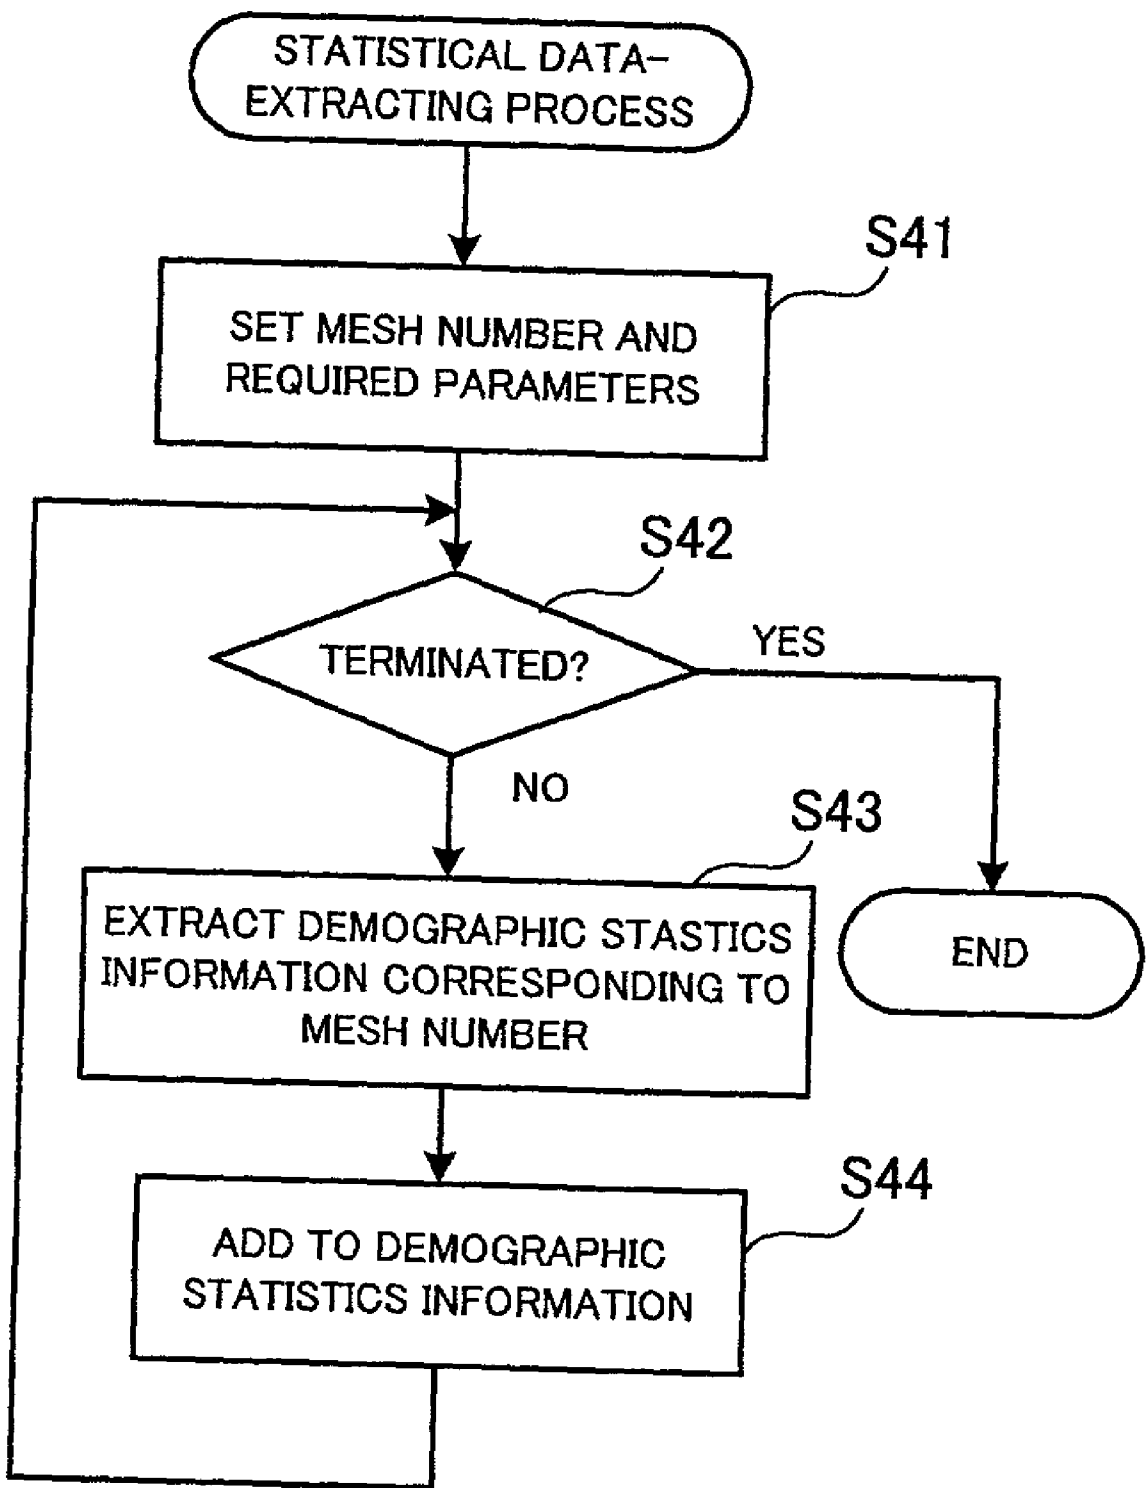 STATISTICAL DATA-
EXTRACTING PROCESS
S41
SET MESH NUMBER AND
REQUIRED PARAMETERS
S42
TERMINATED?
YES
NO
S43
EXTRACT DEMOGRAPHIC STASTICS
INFORMATION CORRESPONDING TO
MESH NUMBER
END
S44
ADD TO DEMOGRAPHIC
STATISTICS INFORMATION